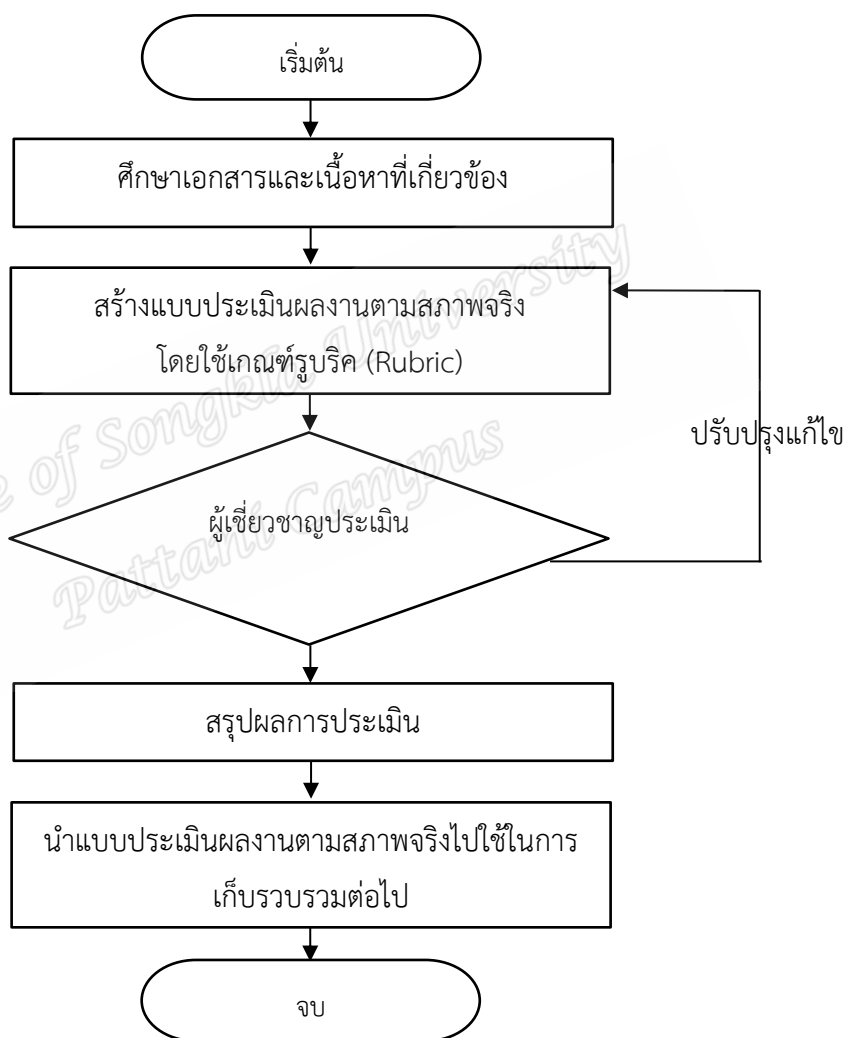 เริ่มต้น
ศึกษาเอกสารและเนื้อหาที่เกี่ยวข้อง
สร้างแบบประเมินผลงานตามสภาพจริง
โดยใช้เกณฑ์รูบริค (Rubric)
ปรับปรุงแก้ไข
ผู้เชี่ยวชาญประเมิน
สรุปผลการประเมิน
นำแบบประเมินผลงานตามสภาพจริงไปใช้ในการ
เก็บรวบรวมต่อไป
จบ
of Songkla University
Pattani Campus